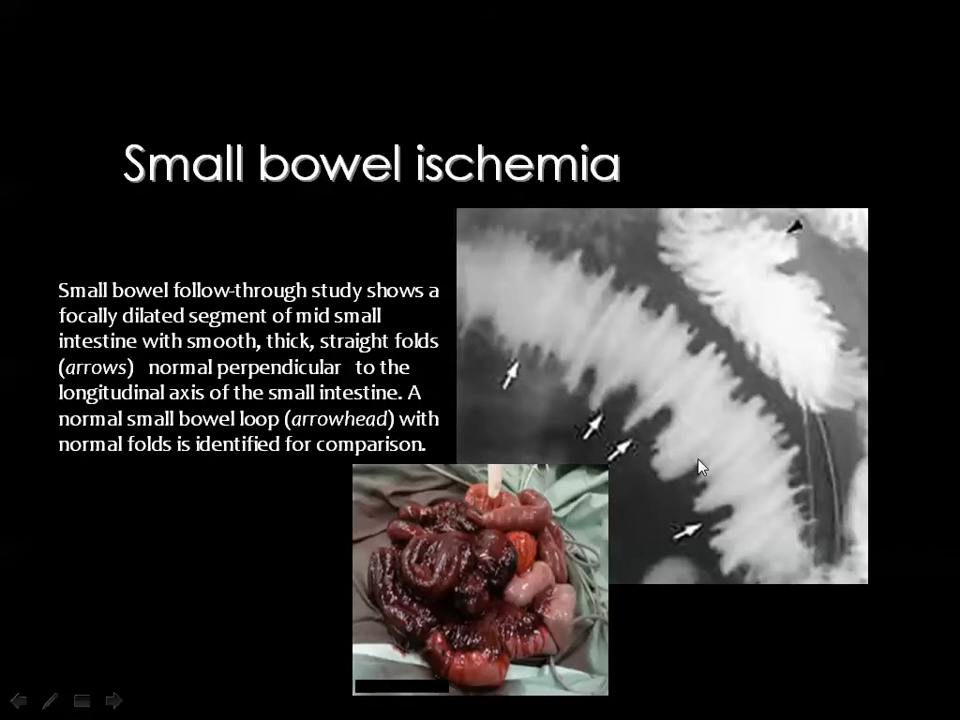 Small bowel ischemia
Small bowel follow-through study shows a
focally dilated segment of mid small
intestine with smooth, thick, straight folds
(arrows) normal perpendicular to the
longitudinal axis of the small intestine. A
normal small bowel loop (arrowhead) with
normal folds is identified for comparison.